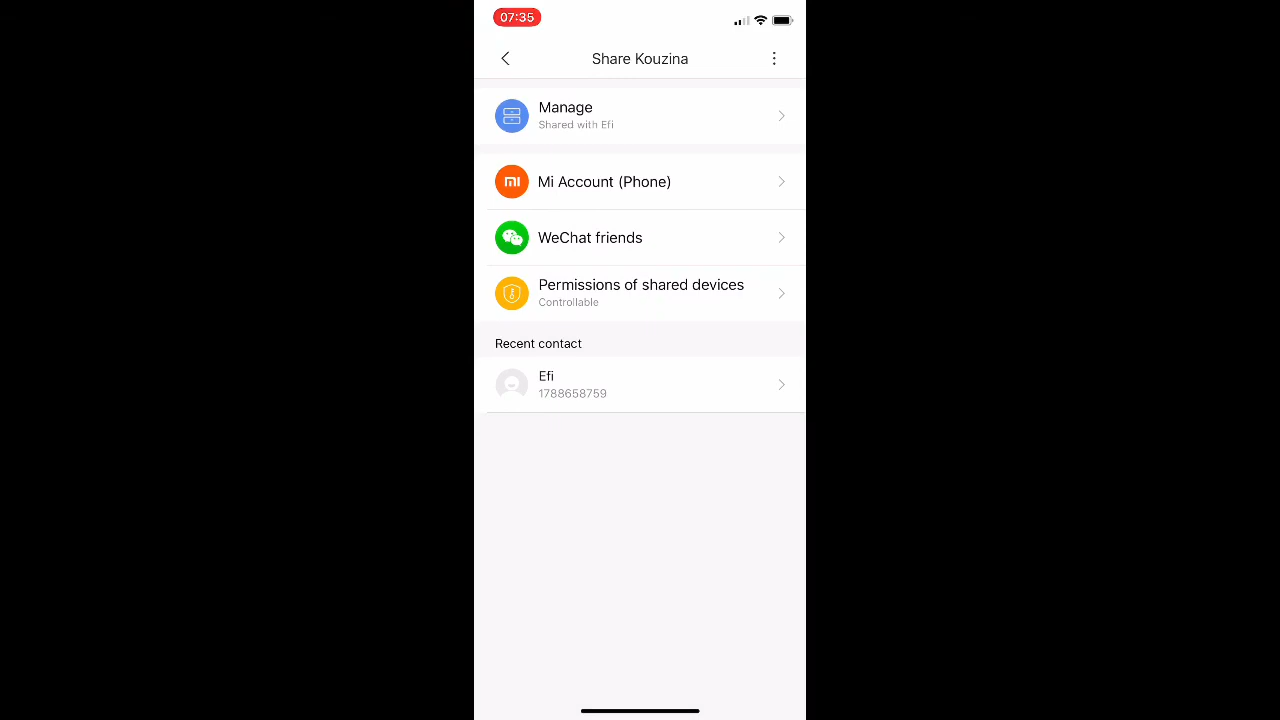 07:35
Share Kouzina
Manage
Shared with Efi
Mi Account (Phone)
WeChat friends
Permissions of shared devices
Controllable
Recent contact
Efi
1788658759